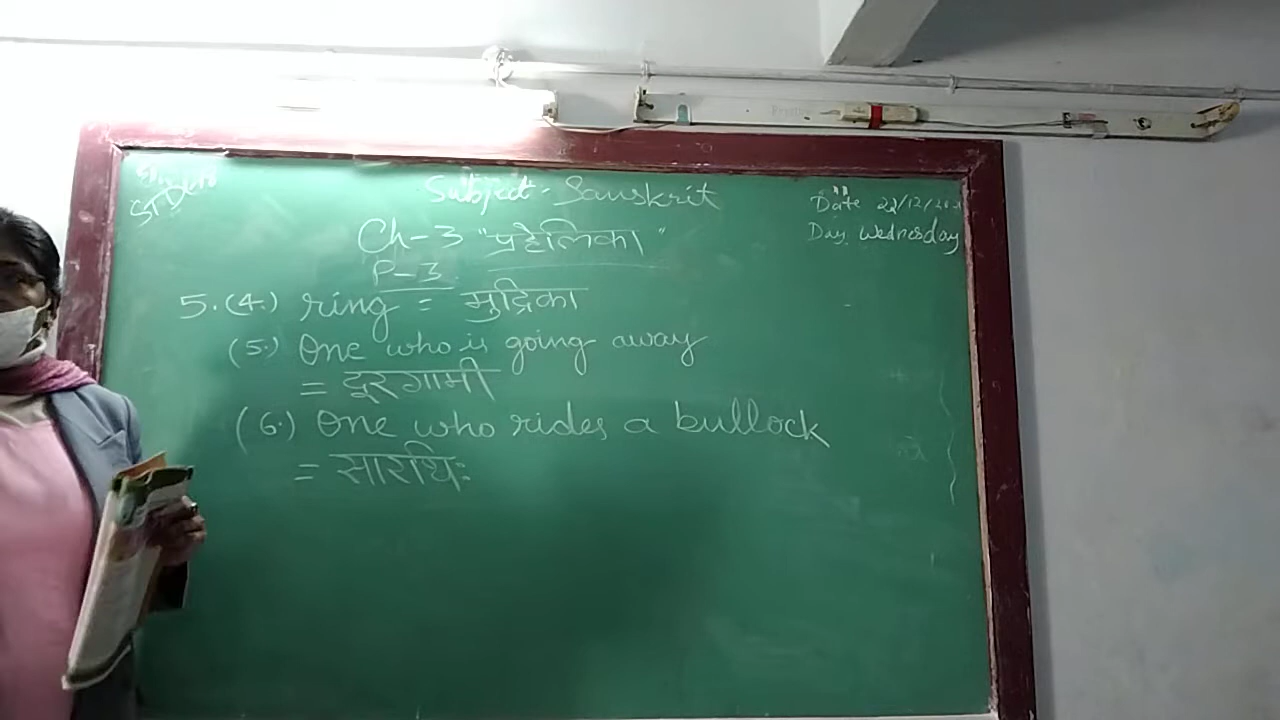 Subject - Sanskrit
Date 22/12/20
Day. Wednesday
Ch-3 "प्रहेलिका"
P-3
5. (4.) ring = मुद्रिका
(5.) One who is going away
= दूरगामी
(6.) One who rides a bullock
= सारथिः